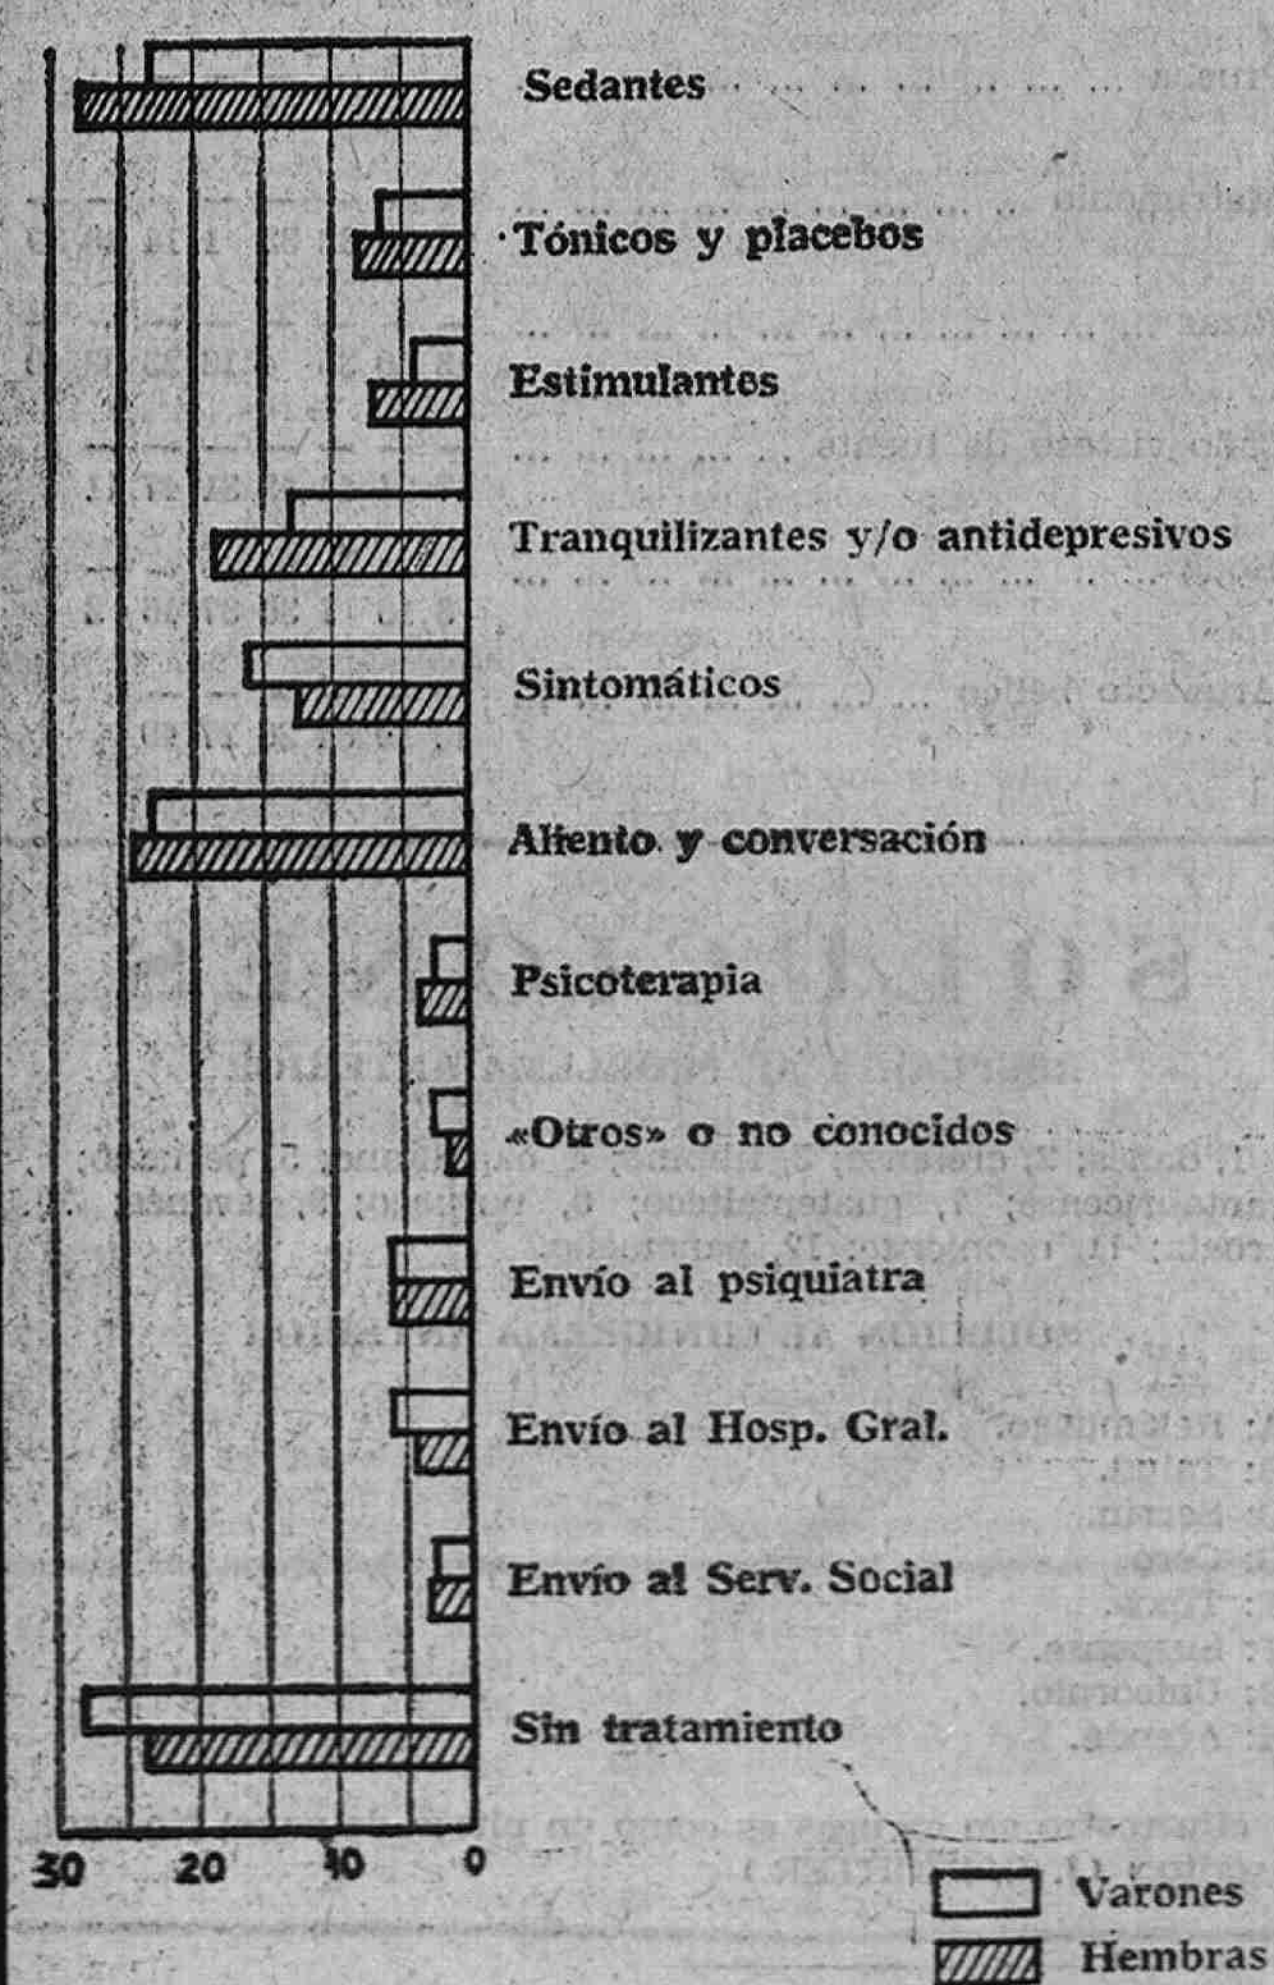 Sedantes
Tónicos y placebos
Estimulantes
Tranquilizantes y/o antidepresivos
Sintomáticos
Aliento y conversación
Psicoterapia
«Otros» o no conocidos
Envío al psiquiatra
Envío al Hosp. Gral.
Envío al Serv. Social
Sin tratamiento
30 20 10 0
Varones
Hembras